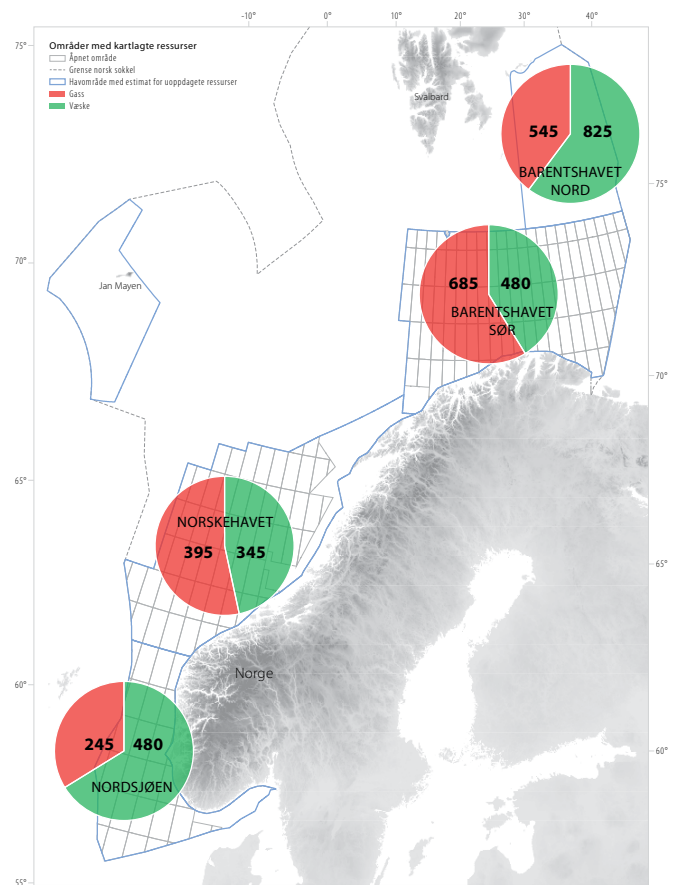 -10° 0° 10° 20° 30° 40°
75°
Områder med kartlagte ressurser
Åpnet område
Grense norsk sokkel
Havområde med estimat for uoppdagete ressurser
Gass
Væske
Svalbard
545 825
BARENTSHAVET
NORD
75°
70°
Jan Mayen
685 480
BARENTSHAVET
SØR
70°
65°
NORSKEHAVET
395 345
65°
Norge
60°
245 480
60°
NORDSJØEN
55°